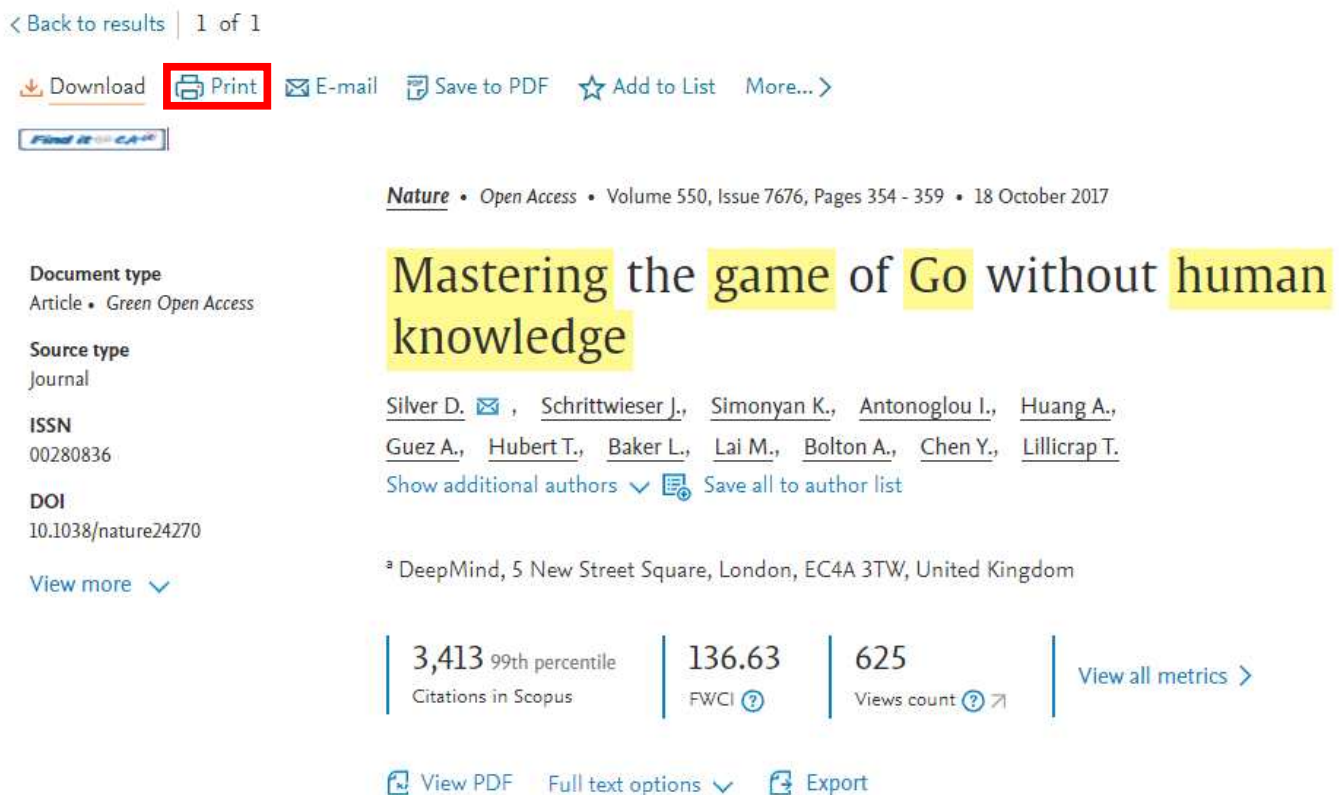 Back to results | 1 of 1
Download Print E-mail Save to PDF Add to List More...
Find it
Nature • Open Access • Volume 550, Issue 7676, Pages 354 - 359 • 18 October 2017
Mastering the game of Go without human
knowledge
Document type
Article • Green Open Access
Source type
Journal
ISSN
00280836
DOI
10.1038/nature24270
View more
Silver D. , Schrittwieser J., Simonyan K., Antonoglou I., Huang A.,
Guez A., Hubert T., Baker L., Lai M., Bolton A., Chen Y., Lillicrap T.
Show additional authors Save all to author list
ª DeepMind, 5 New Street Square, London, EC4A 3TW, United Kingdom
3,413 99th percentile
Citations in Scopus
136.63
FWCI ?
625
Views count ?
View all metrics
View PDF Full text options Export